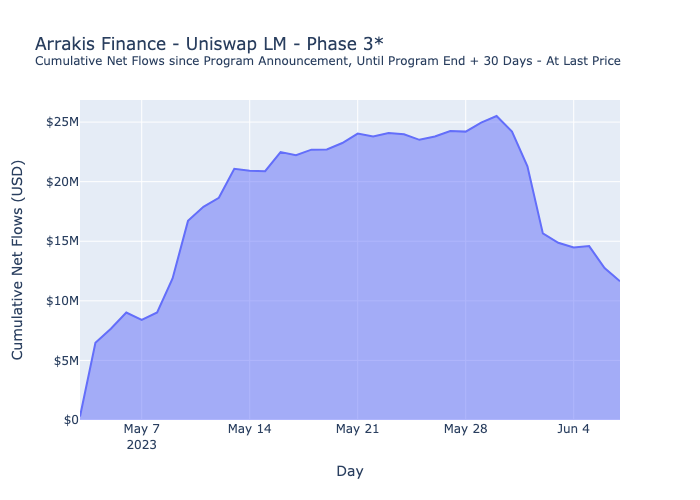 Arrakis Finance - Uniswap LM - Phase 3*
Cumulative Net Flows since Program Announcement, Until Program End + 30 Days - At Last Price
Cumulative Net Flows (USD)
$25M
$20M
$15M
$10M
$5M
$0
May 7
2023
May 14
May 21
May 28
Jun 4
Day